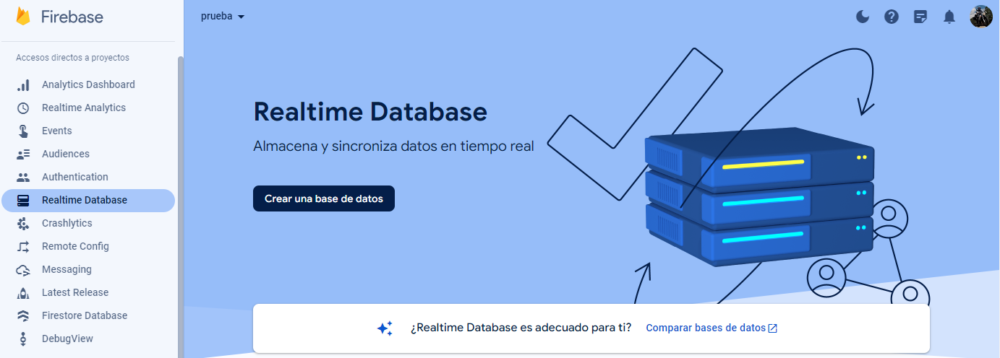 Firebase
prueba
Accesos directos a proyectos
Analytics Dashboard
Realtime Analytics
Events
Audiences
Authentication
Realtime Database
Crashlytics
Remote Config
Messaging
Latest Release
Firestore Database
DebugView
Realtime Database
Almacena y sincroniza datos en tiempo real
Crear una base de datos
¿Realtime Database es adecuado para ti? Comparar bases de datos